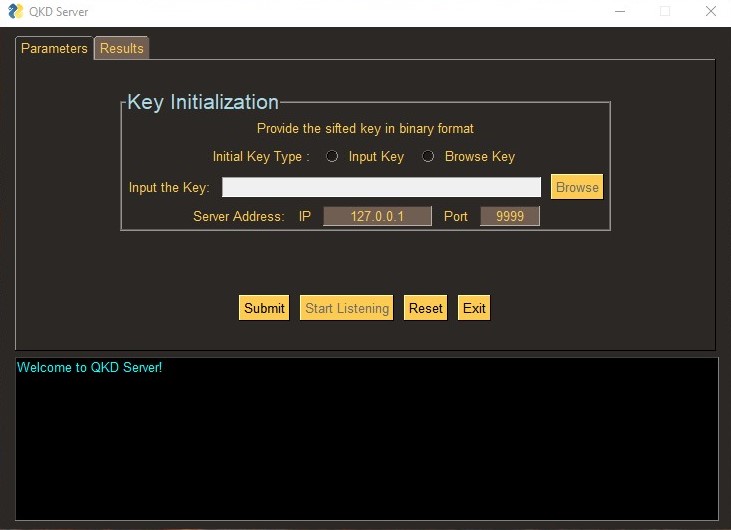 QKD Server
Parameters Results
Key Initialization
Provide the sifted key in binary format
Initial Key Type : Input Key Browse Key
Input the Key: Browse
Server Address: IP 127.0.0.1 Port 9999
Submit Start Listening Reset Exit
Welcome to QKD Server!